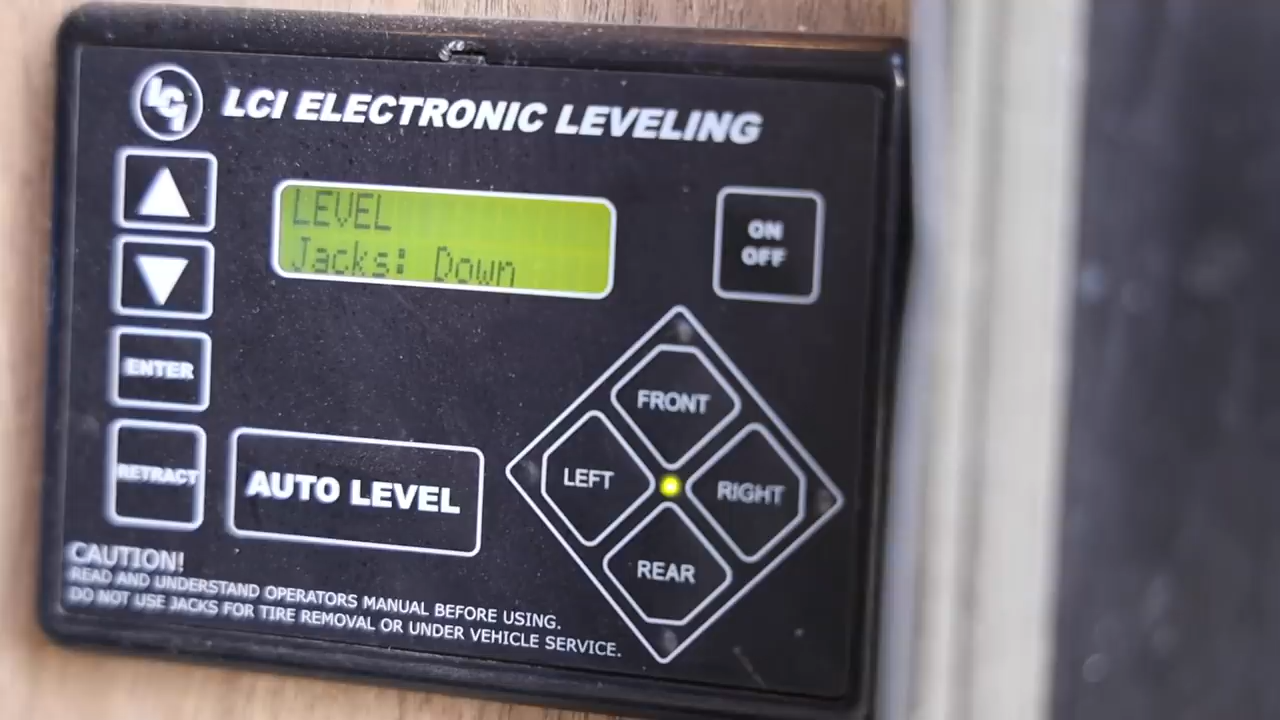 LCI LCI ELECTRONIC LEVELING
LEVEL
Jacks: Down
ON
OFF
ENTER
RETRACT
AUTO LEVEL
FRONT
LEFT
RIGHT
REAR
CAUTION!
READ AND UNDERSTAND OPERATORS MANUAL BEFORE USING.
DO NOT USE JACKS FOR TIRE REMOVAL OR UNDER VEHICLE SERVICE.